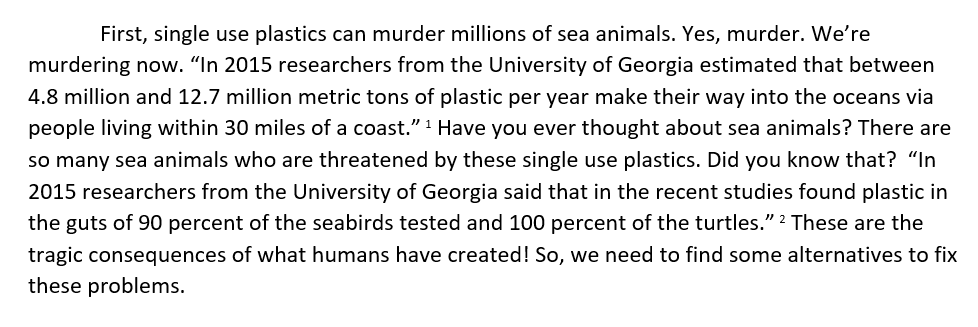 First, single use plastics can murder millions of sea animals. Yes, murder. We’re
murdering now. “In 2015 researchers from the University of Georgia estimated that between
4.8 million and 12.7 million metric tons of plastic per year make their way into the oceans via
people living within 30 miles of a coast.” ¹ Have you ever thought about sea animals? There are
so many sea animals who are threatened by these single use plastics. Did you know that?  “In
2015 researchers from the University of Georgia said that in the recent studies found plastic in
the guts of 90 percent of the seabirds tested and 100 percent of the turtles.” ² These are the
tragic consequences of what humans have created! So, we need to find some alternatives to fix
these problems.